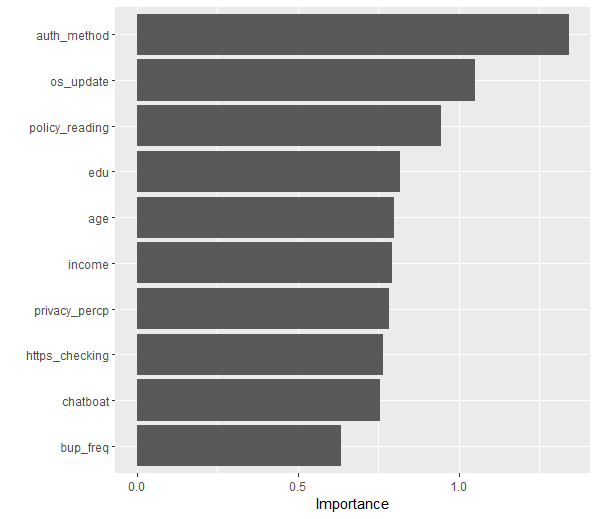 auth_method
os_update
policy_reading
edu
age
income
privacy_percp
https_checking
chatboat
bup_freq
0.0 0.5 1.0
Importance